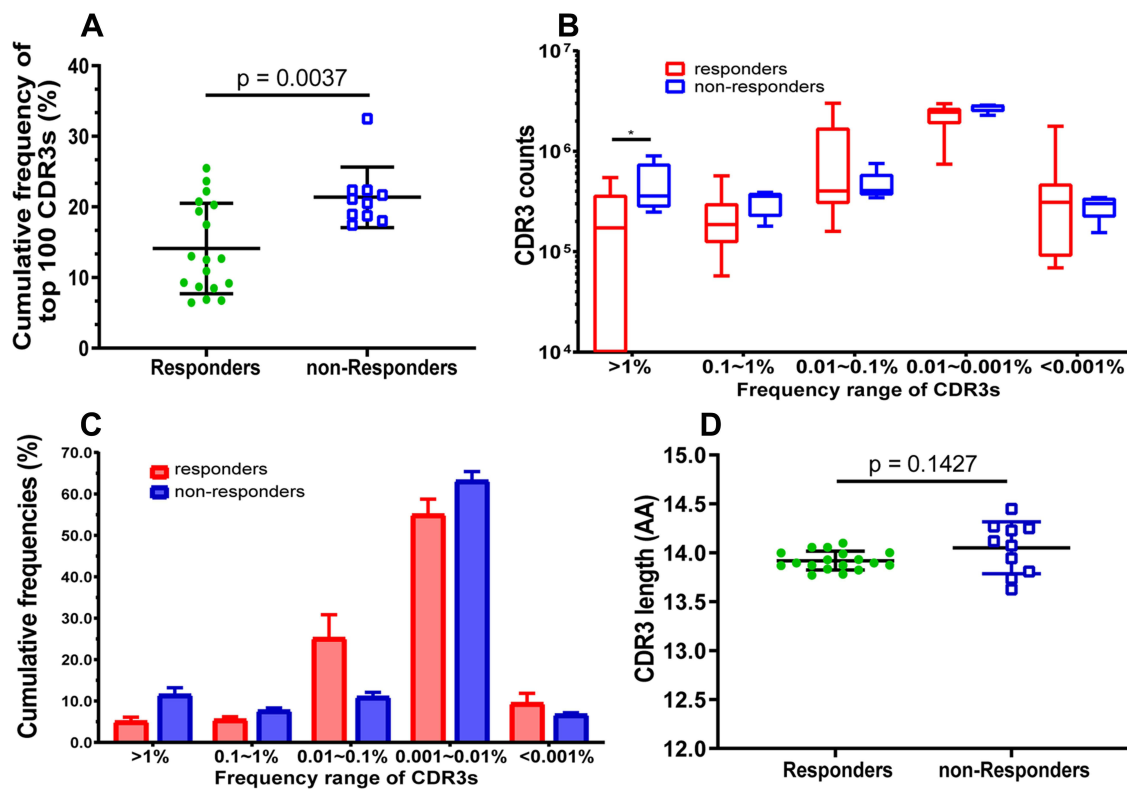 A
Cumulative frequency of
top 100 CDR3s (%)
40
30
20
10
0
p = 0.0037
Responders
non-Responders
B
CDR3 counts
10⁷
10⁶
10⁵
10⁴
responders
non-responders
*
>1%
0.1~1%
0.01~0.1%
0.01~0.001%
<0.001%
Frequency range of CDR3s
C
Cumulative frequencies (%)
70.0
60.0
50.0
40.0
30.0
20.0
10.0
0.0
responders
non-responders
>1%
0.1~1%
0.01~0.1%
0.001~0.01%
<0.001%
Frequency range of CDR3s
D
CDR3 length (AA)
15.0
14.5
14.0
13.5
13.0
12.5
12.0
p = 0.1427
Responders
non-Responders